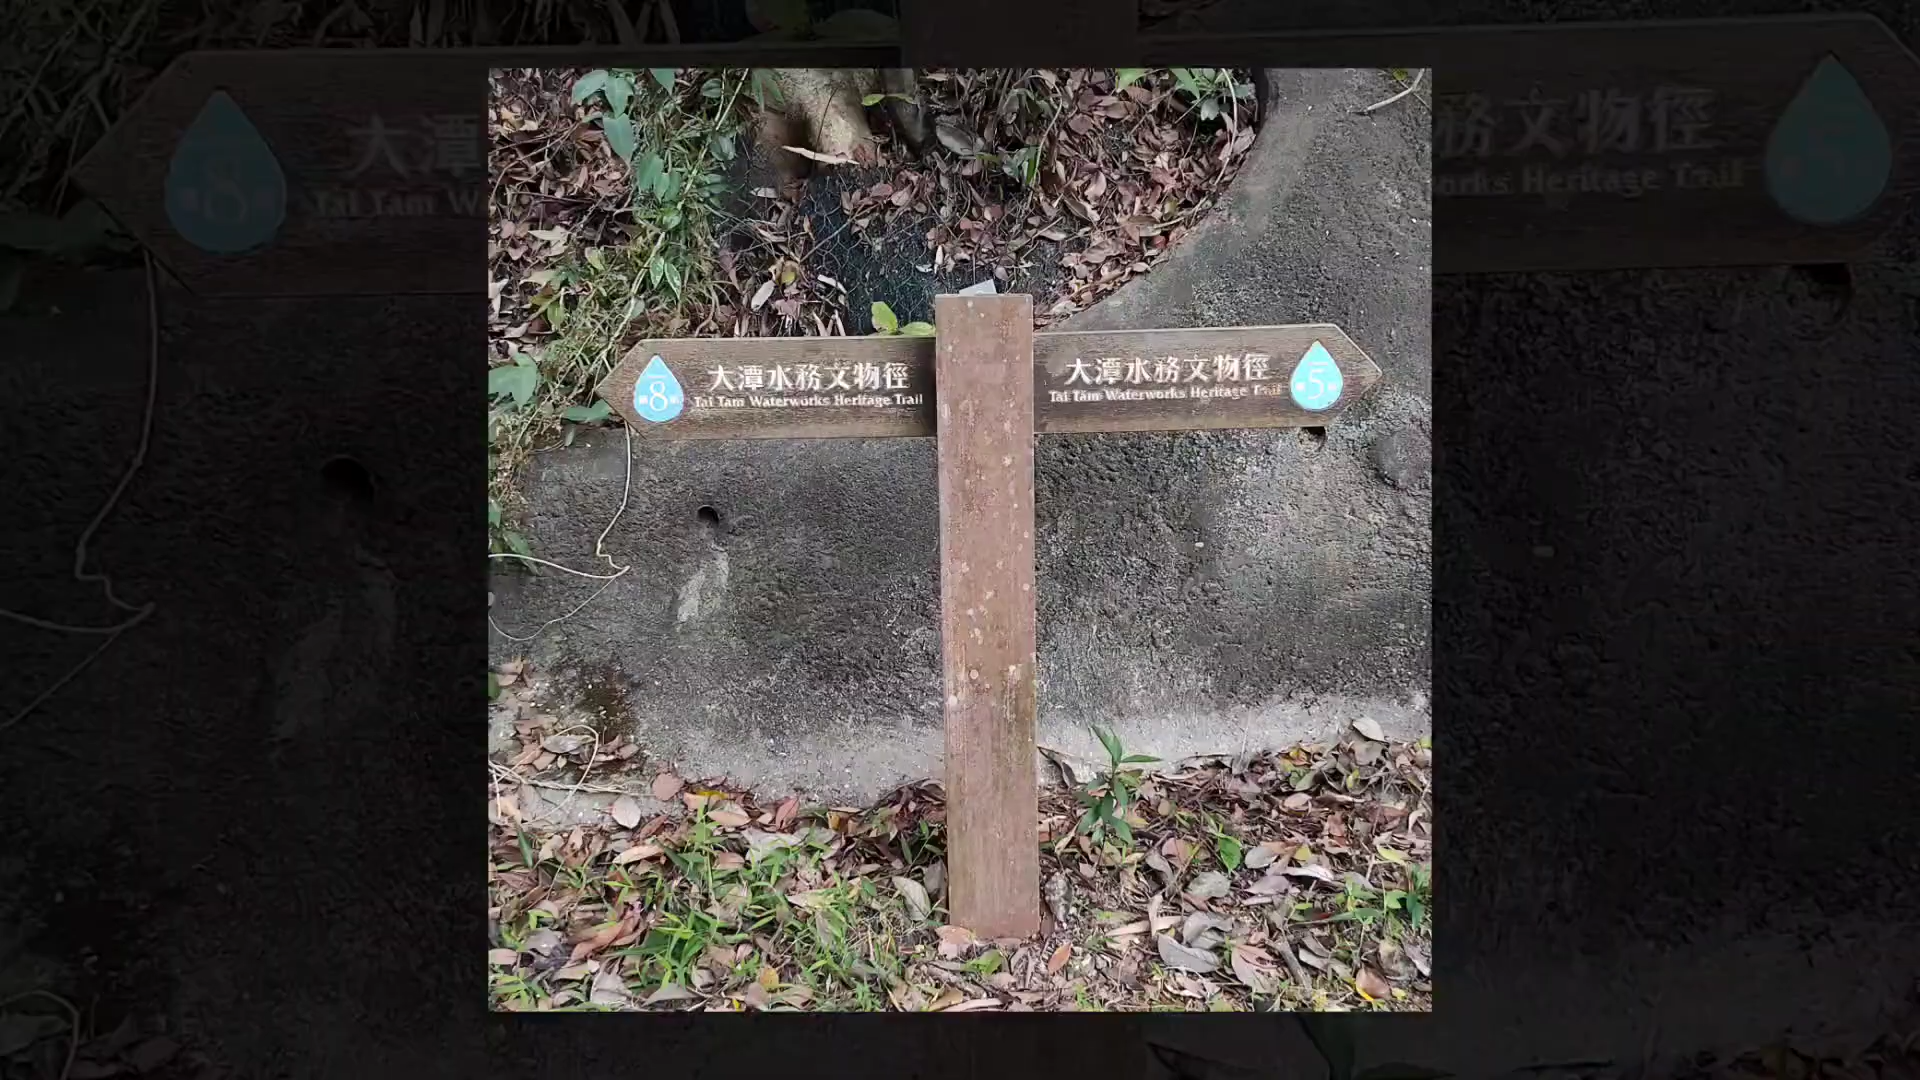 8
大潭水務文物徑
Tai Tam Waterworks Heritage Trail
大潭水務文物徑
Tai Tam Waterworks Heritage Trail
5